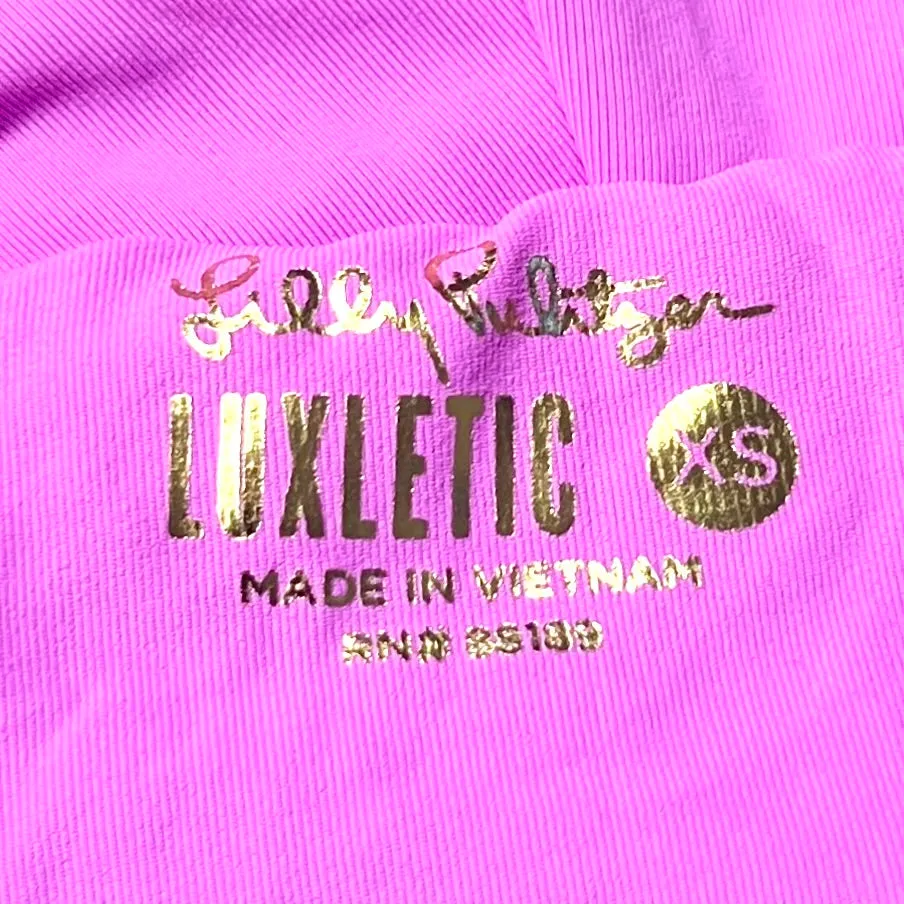 Lilly Pulitzer
LUXLETIC XS
MADE IN VIETNAM
RN# 85189